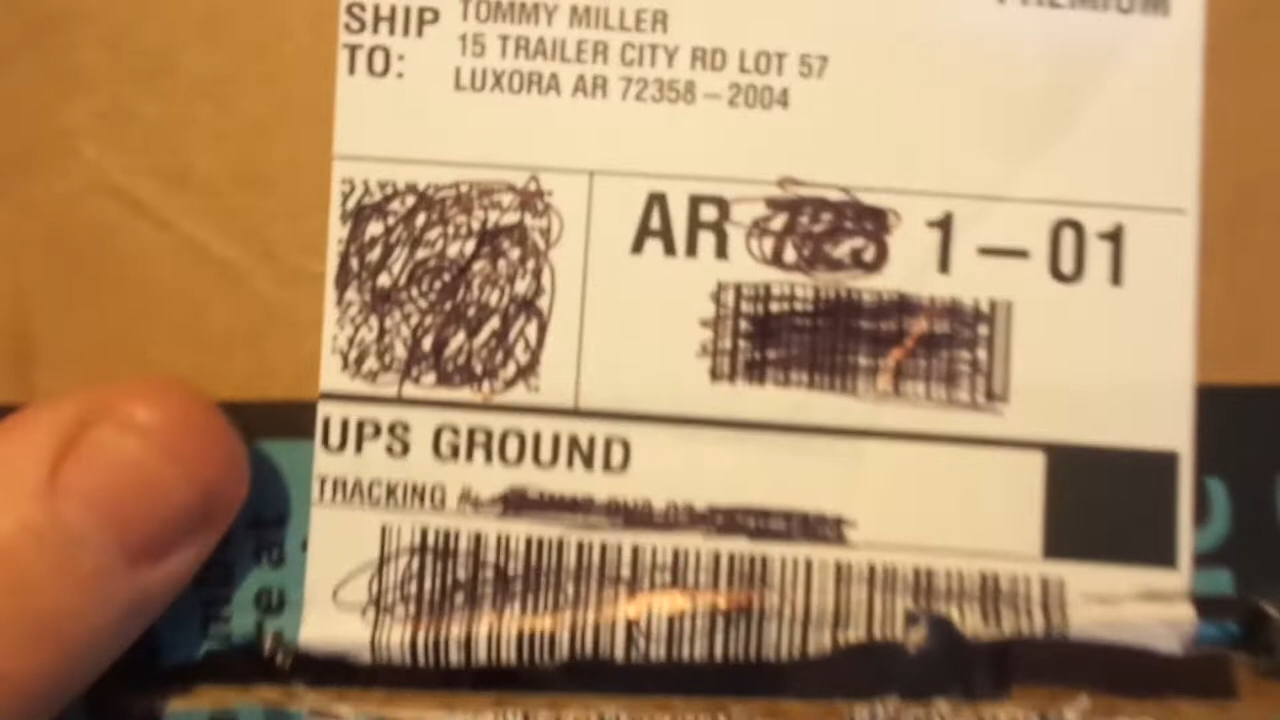 PREMIUM
SHIP TO:
TOMMY MILLER
15 TRAILER CITY RD LOT 57
LUXORA AR 72358-2004
AR 1-01
UPS GROUND
TRACKING #: